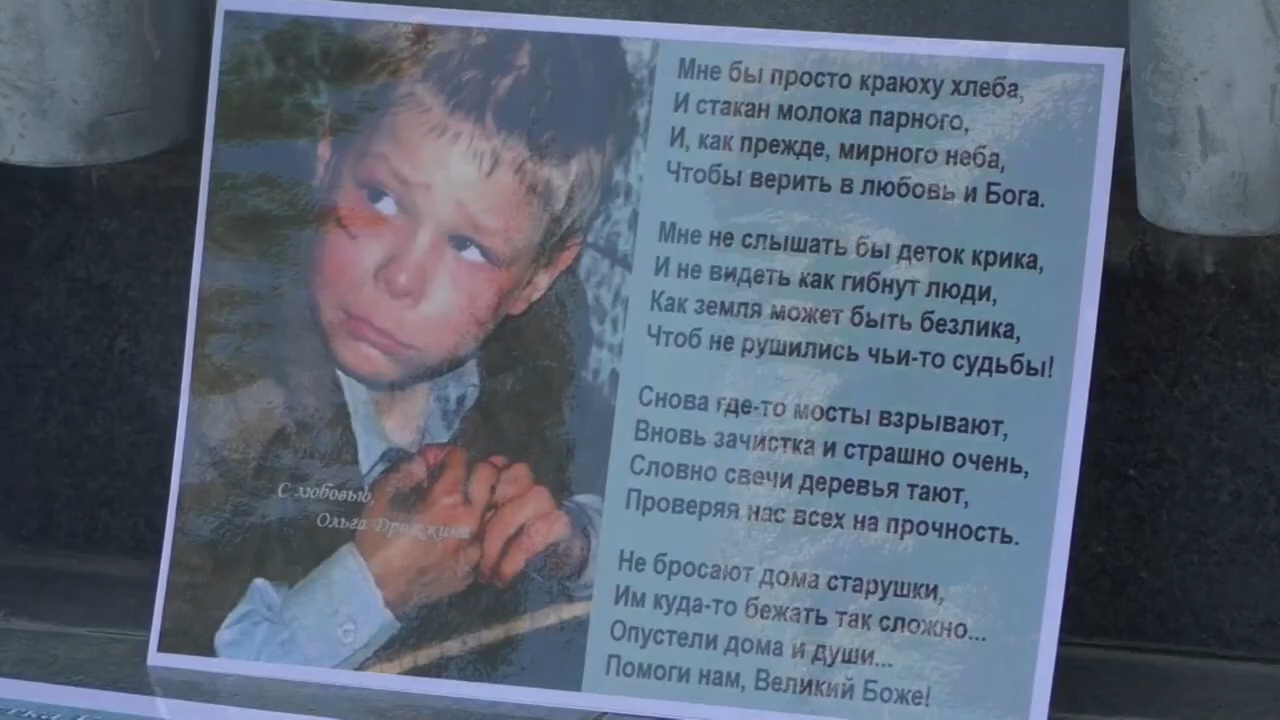 Мне бы просто краюху хлеба,
И стакан молока парного,
И, как прежде, мирного неба,
Чтобы верить в любовь и Бога.
Мне не слышать бы деток крика,
И не видеть как гибнут люди,
Как земля может быть безлика,
Чтоб не рушились чьи-то судьбы!
Снова где-то мосты взрывают,
Вновь зачистка и страшно очень,
Словно свечи деревья тают,
Проверяя нас всех на прочность.
Не бросают дома старушки,
Им куда-то бежать так сложно...
Опустели дома и души...
Помоги нам, Великий Боже!
С любовью,
Ольга